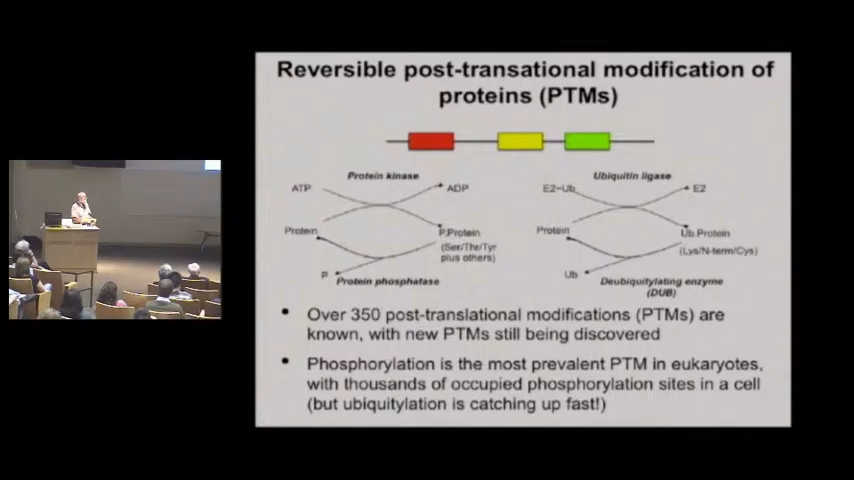 Reversible post-transational modification of
proteins (PTMs)
Protein kinase
ATP
ADP
Protein
P.Protein
(Ser/Thr/Tyr
plus others)
P
Protein phosphatase
Ubiquitin ligase
E2~Ub
E2
Protein
Ub.Protein
(Lys/N-term/Cys)
Ub
Deubiquitylating enzyme
(DUB)
• Over 350 post-translational modifications (PTMs) are
known, with new PTMs still being discovered
• Phosphorylation is the most prevalent PTM in eukaryotes,
with thousands of occupied phosphorylation sites in a cell
(but ubiquitylation is catching up fast!)